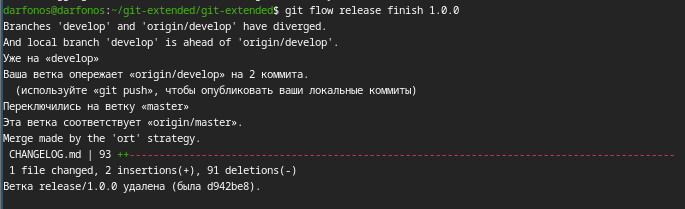 darfonos@darfonos:~/git-extended/git-extended$ git flow release finish 1.0.0
Branches 'develop' and 'origin/develop' have diverged.
And local branch 'develop' is ahead of 'origin/develop'.
Уже на «develop»
Ваша ветка опережает «origin/develop» на 2 коммита.
  (используйте «git push», чтобы опубликовать ваши локальные коммиты)
Переключились на ветку «master»
Эта ветка соответствует «origin/master».
Merge made by the 'ort' strategy.
 CHANGELOG.md | 93 ++-------------------------------------------------------------------------------------------
 1 file changed, 2 insertions(+), 91 deletions(-)
Ветка release/1.0.0 удалена (была d942be8).